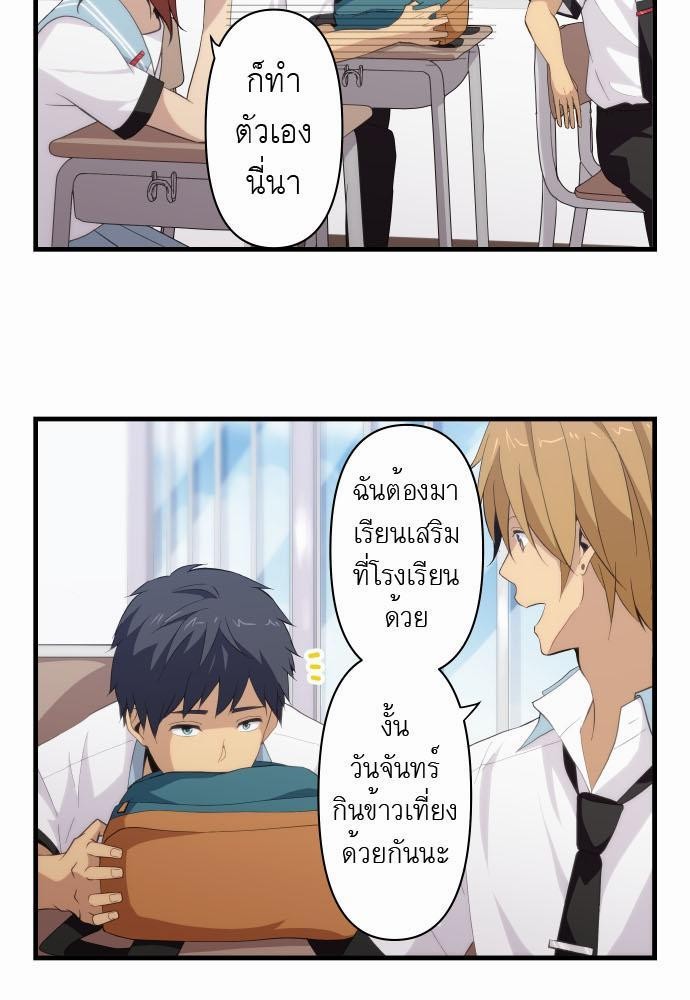 ก็ทำ
ตัวเอง
นี่นา
ฉันต้องมา
เรียนเสริม
ที่โรงเรียน
ด้วย
งั้น
วันจันทร์
กินข้าวเที่ยง
ด้วยกันนะ